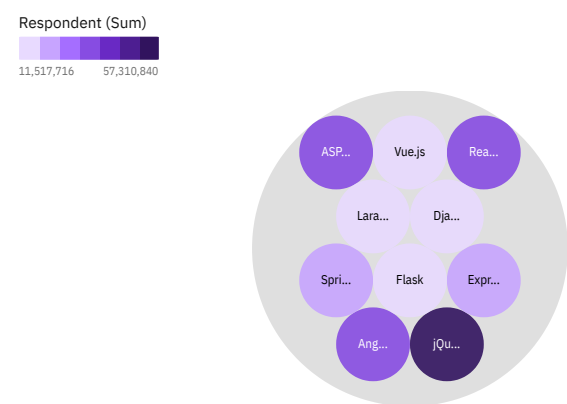 Respondent (Sum)
11,517,716 57,310,840
ASP... Vue.js Rea...
Lara... Dja...
Spri... Flask Expr...
Ang... jQu...